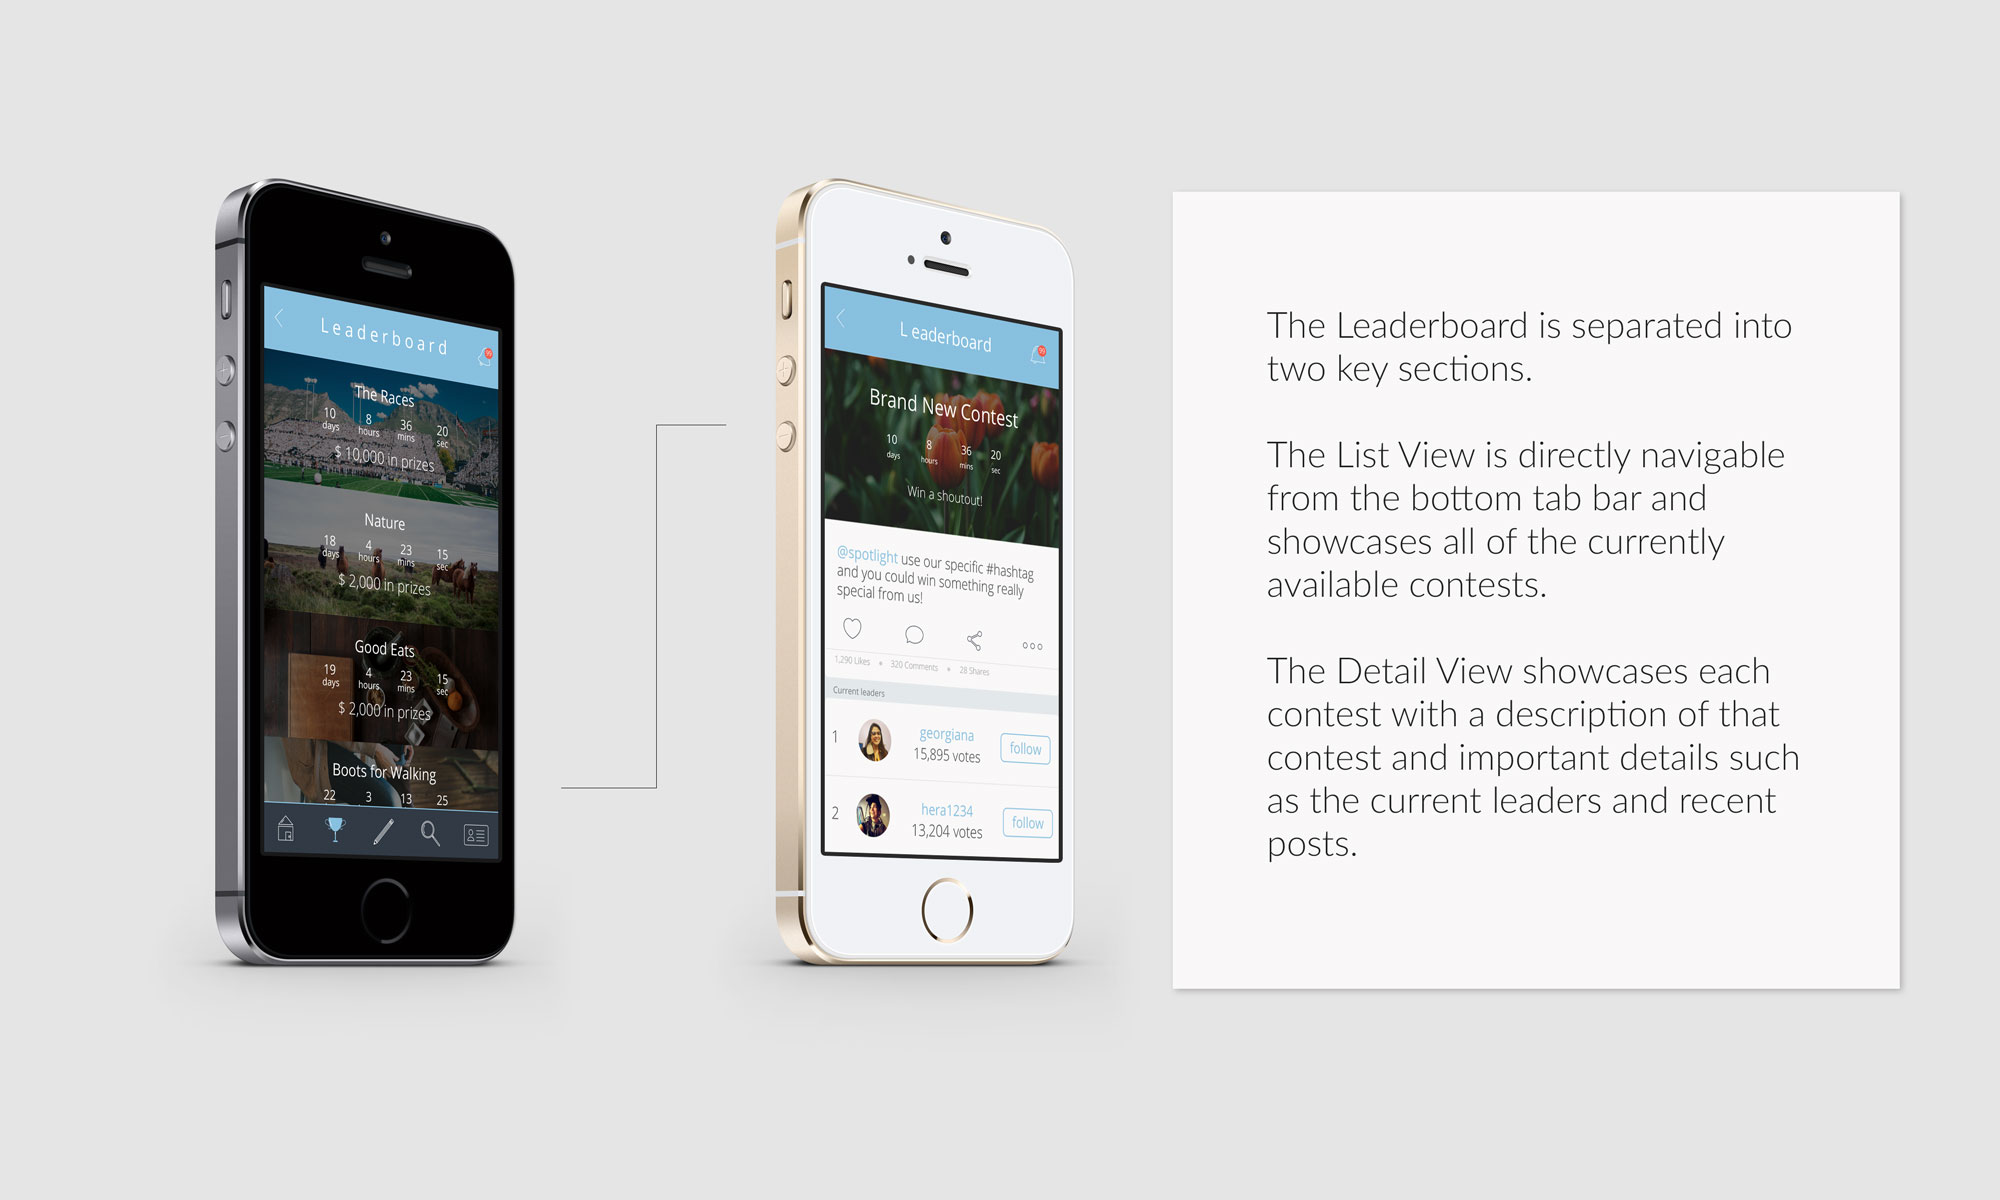 Leaderboard
99
The Races
10 8 36 20
days hours mins sec
$ 10,000 in prizes
Nature
18 4 23 15
days hours mins sec
$ 2,000 in prizes
Good Eats
19 4 23 15
days hours mins sec
$ 2,000 in prizes
Boots for Walking
22 3 13 25
Leaderboard
99
Brand New Contest
10 8 36 20
days hours mins sec
Win a shoutout!
@spotlight use our specific #hashtag
and you could win something really
special from us!
1,290 Likes • 320 Comments • 28 Shares
Current leaders
1 georgiana follow
15,895 votes
2 hera1234 follow
13,204 votes
The Leaderboard is separated into
two key sections.
The List View is directly navigable
from the bottom tab bar and
showcases all of the currently
available contests.
The Detail View showcases each
contest with a description of that
contest and important details such
as the current leaders and recent
posts.